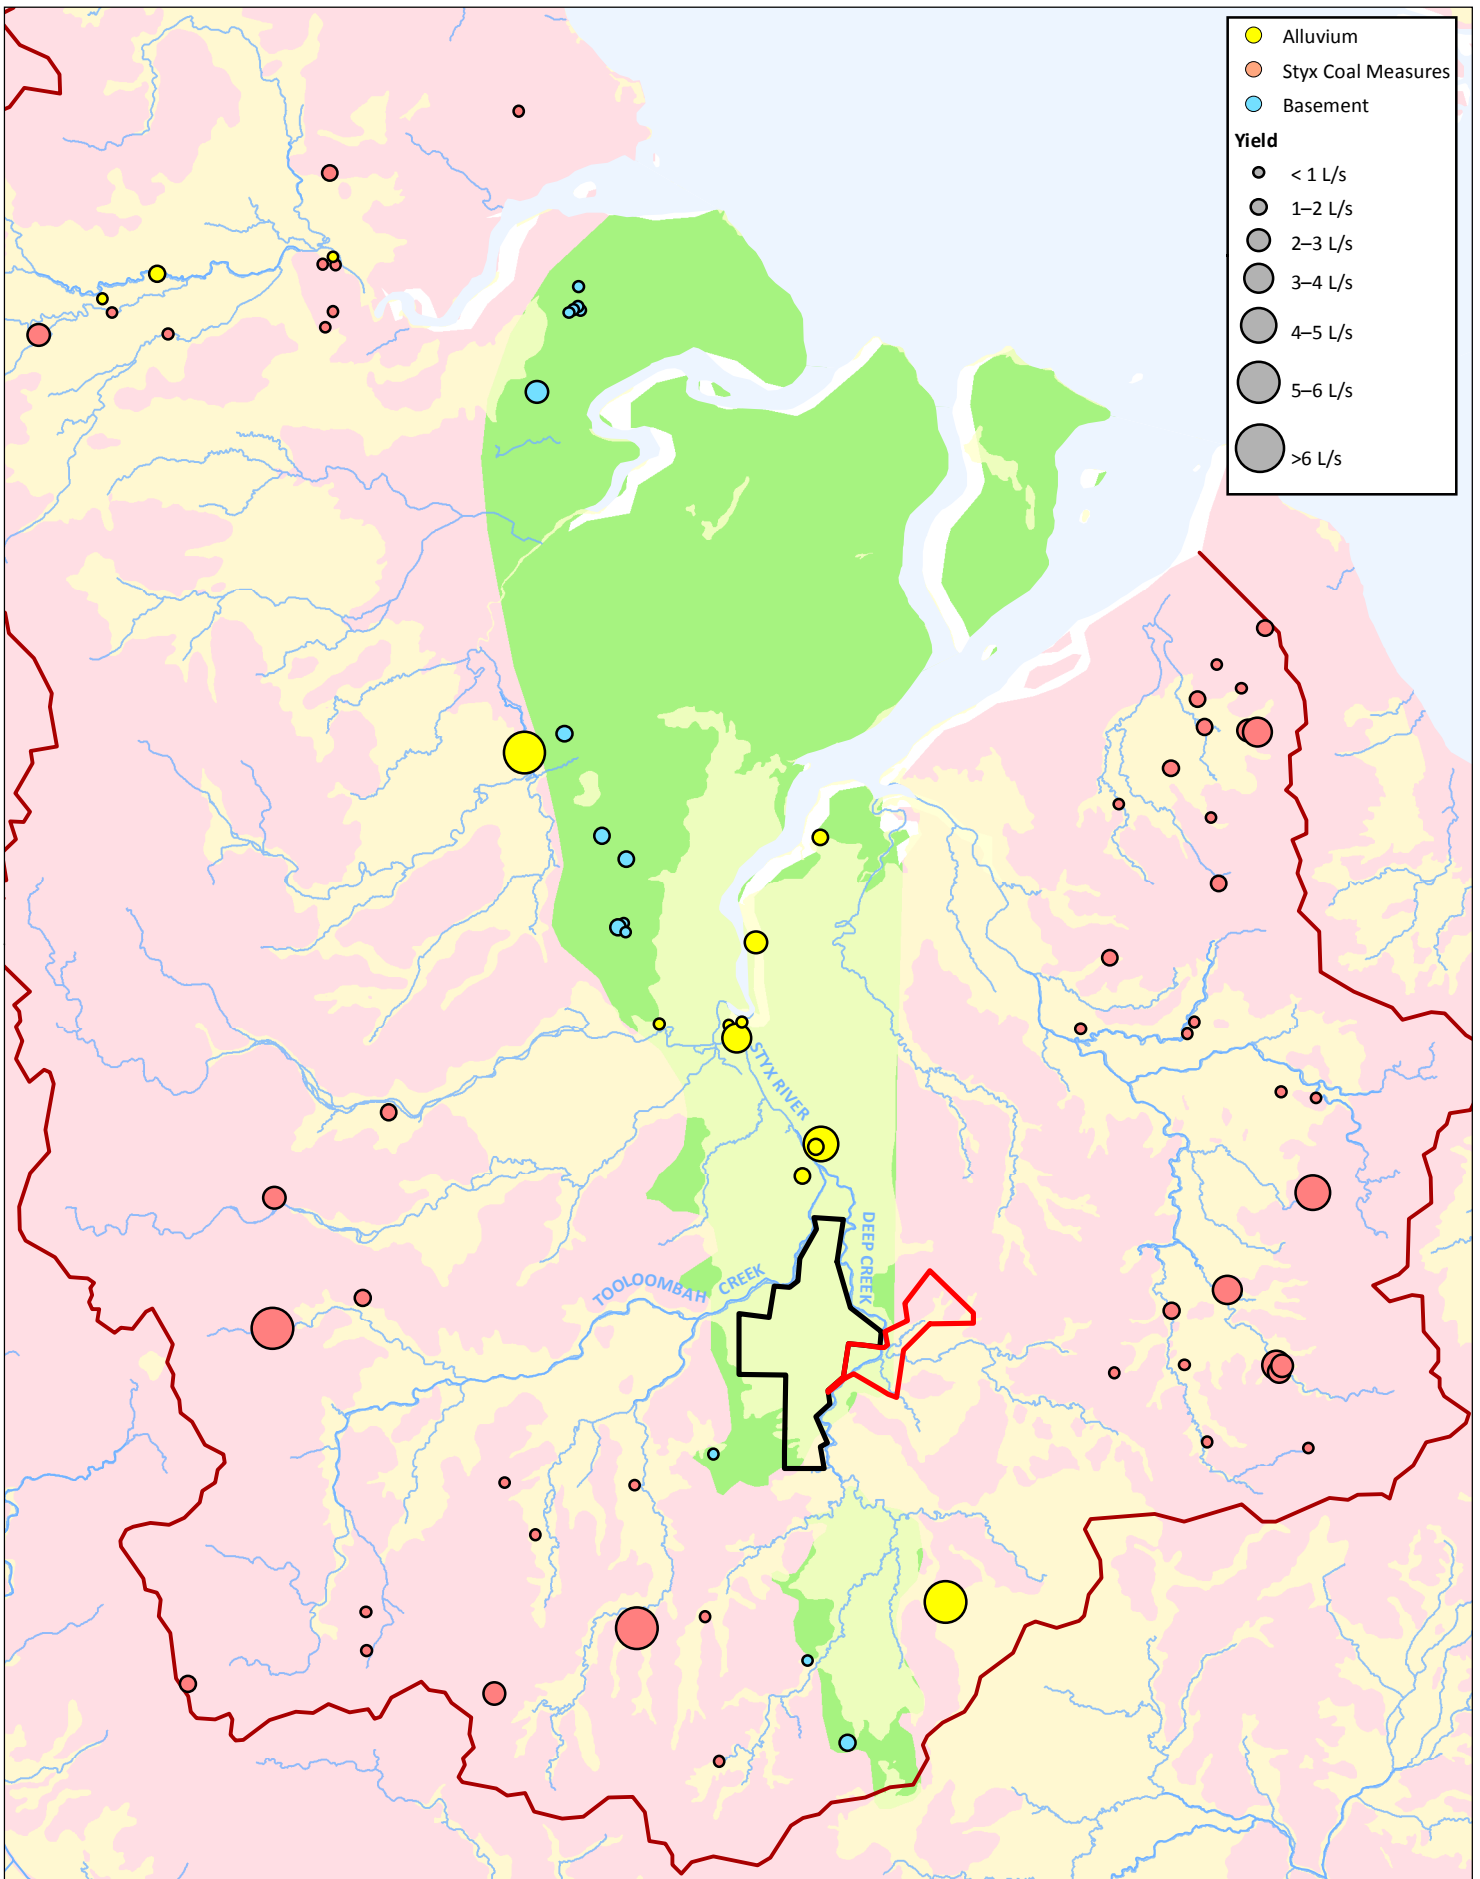 Alluvium
Styx Coal Measures
Basement
Yield
< 1 L/s
1–2 L/s
2–3 L/s
3–4 L/s
4–5 L/s
5–6 L/s
>6 L/s
STYX RIVER
DEEP CREEK
TOOLOOMBAH CREEK